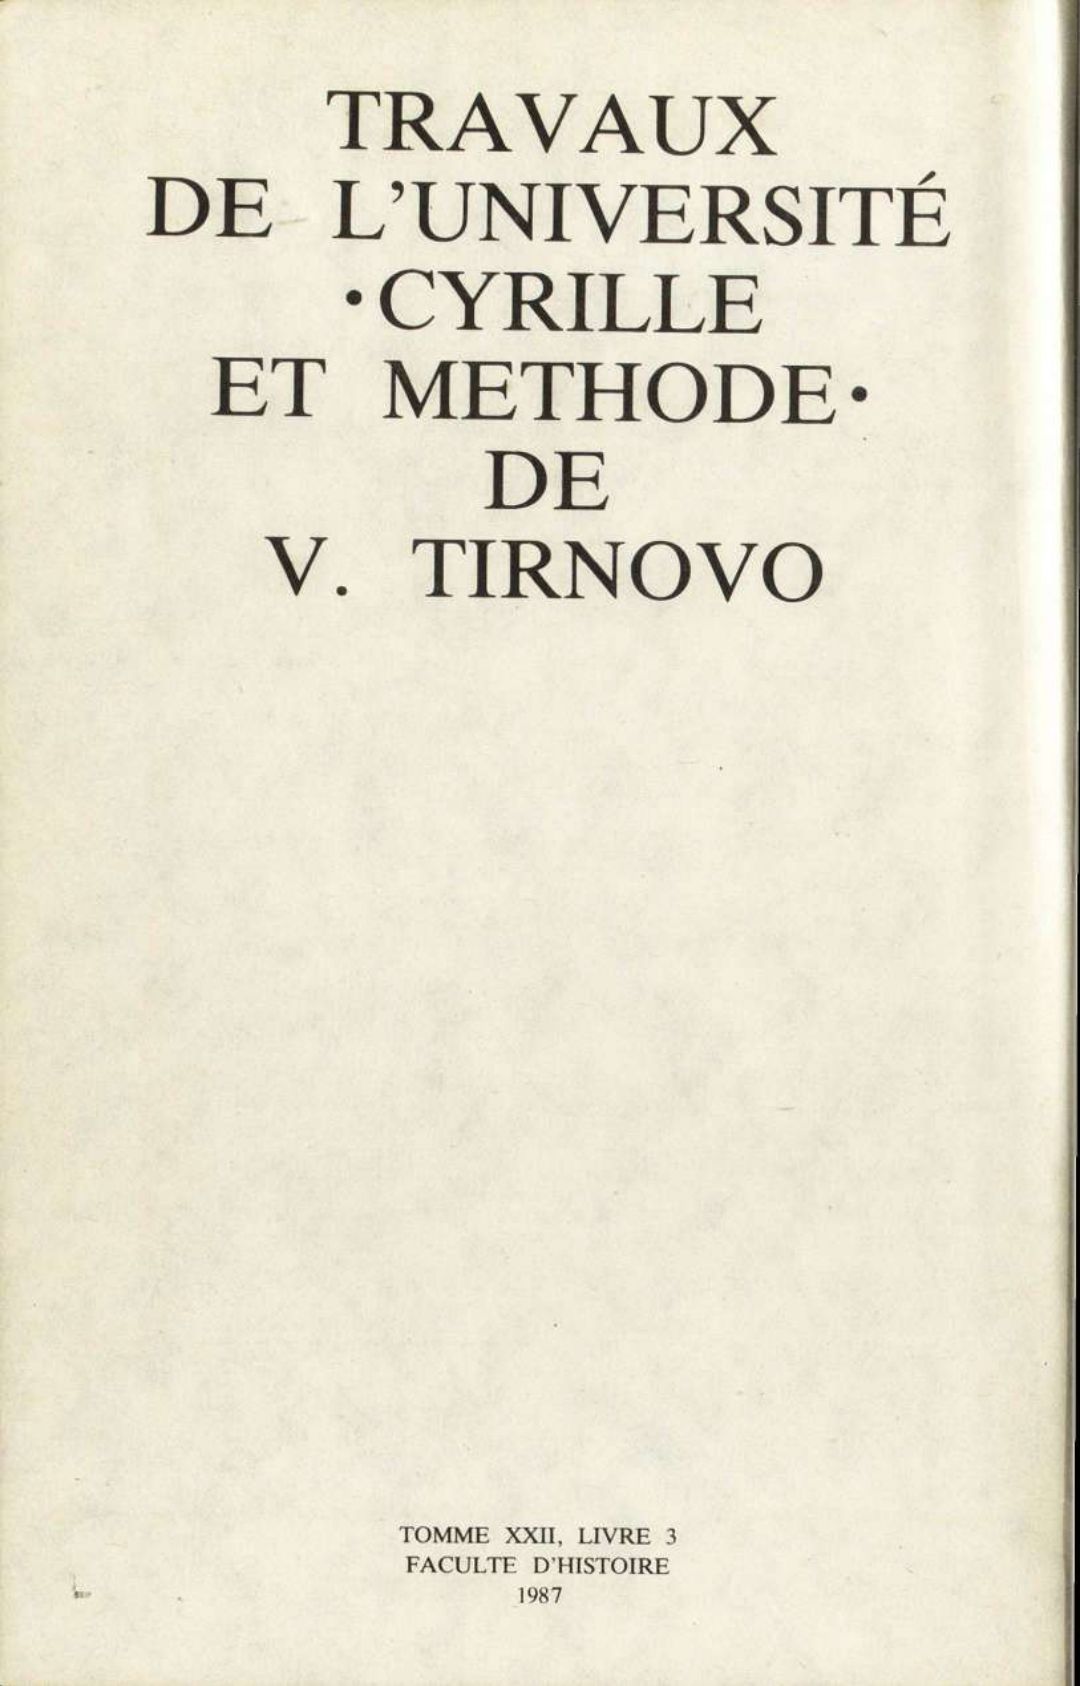 TRAVAUX
DE L'UNIVERSITÉ
•CYRILLE
ET METHODE•
DE
V. TIRNOVO
TOMME XXII, LIVRE 3
FACULTE D'HISTOIRE
1987